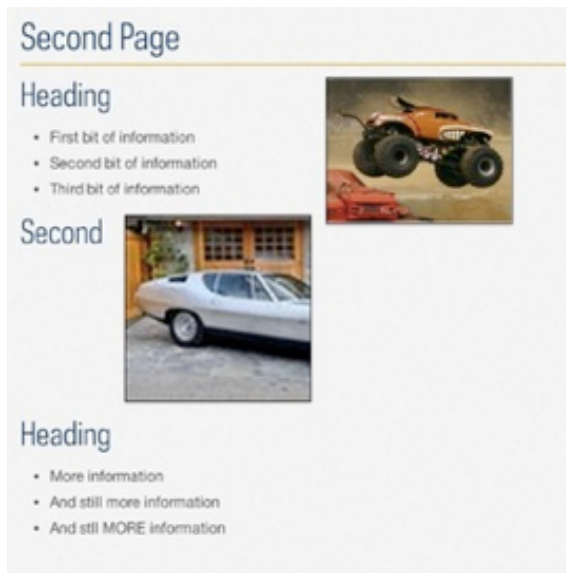 Second Page
Heading
First bit of information
Second bit of information
Third bit of information
Second
Heading
More information
And still more information
And stll MORE information